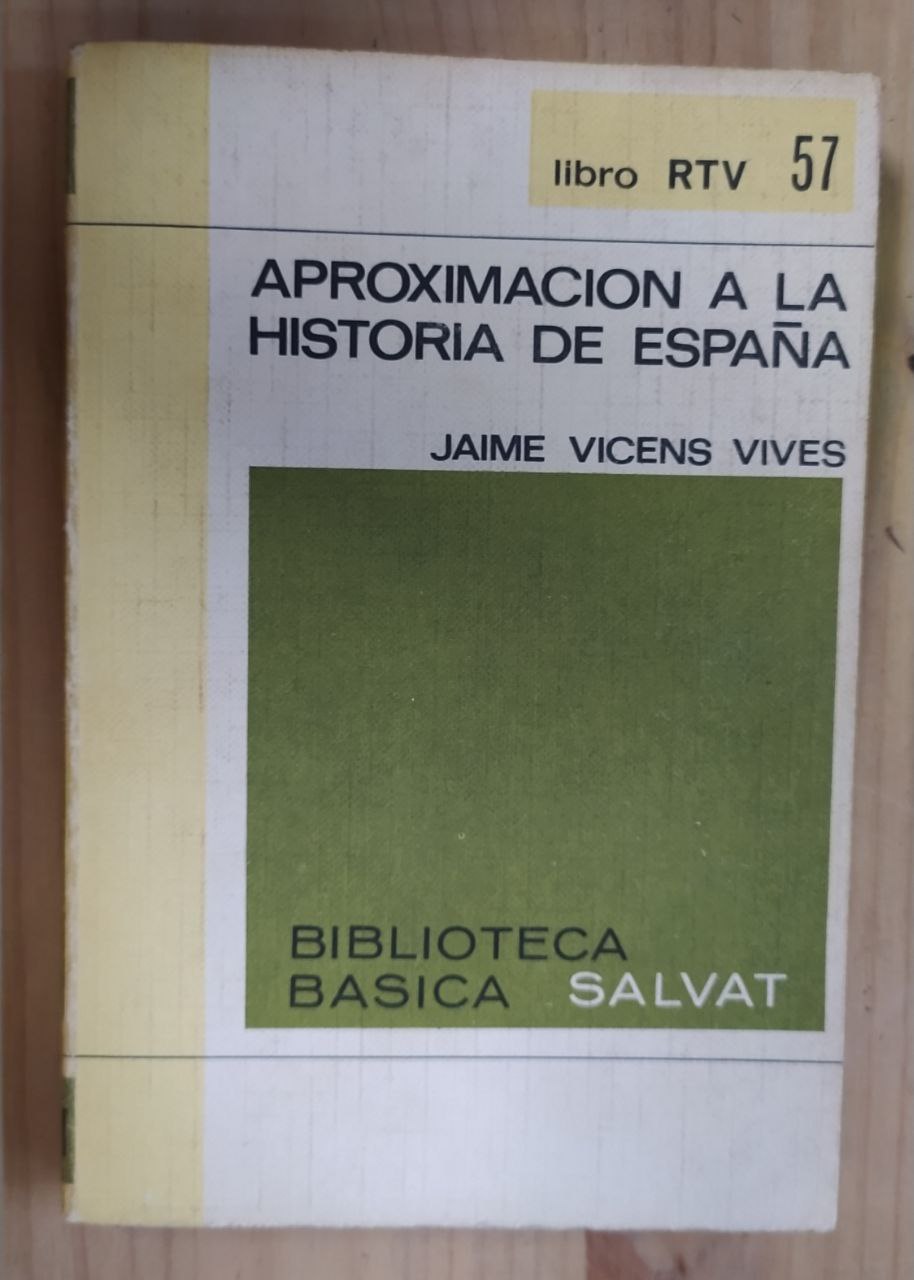 libro RTV 57
APROXIMACION A LA
HISTORIA DE ESPAÑA
JAIME VICENS VIVES
BIBLIOTECA
BASICA SALVAT